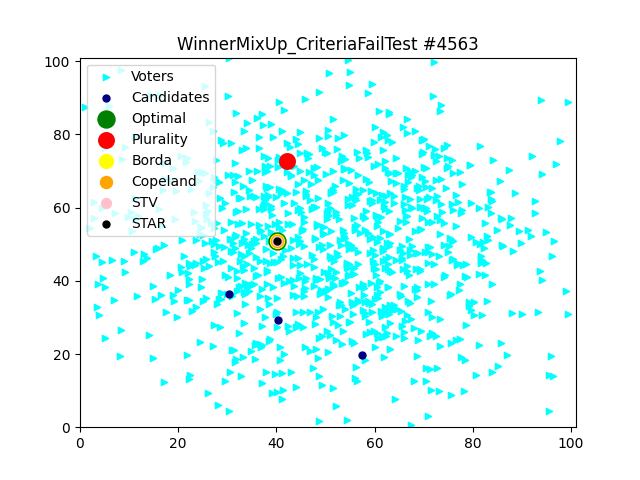 WinnerMixUp_CriteriaFailTest #4563
100
80
60
40
20
0
Voters
Candidates
Optimal
Plurality
Borda
Copeland
STV
STAR
0 20 40 60 80 100